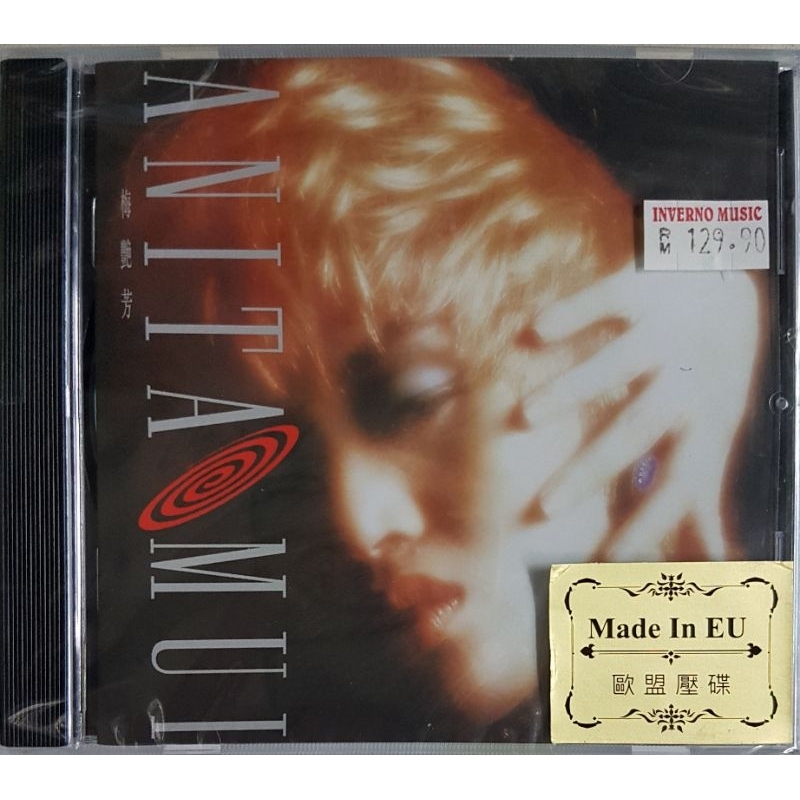 ANITA MUI
梅艷芳
INVERNO MUSIC
RM 129.90
Made In EU
歐盟壓碟